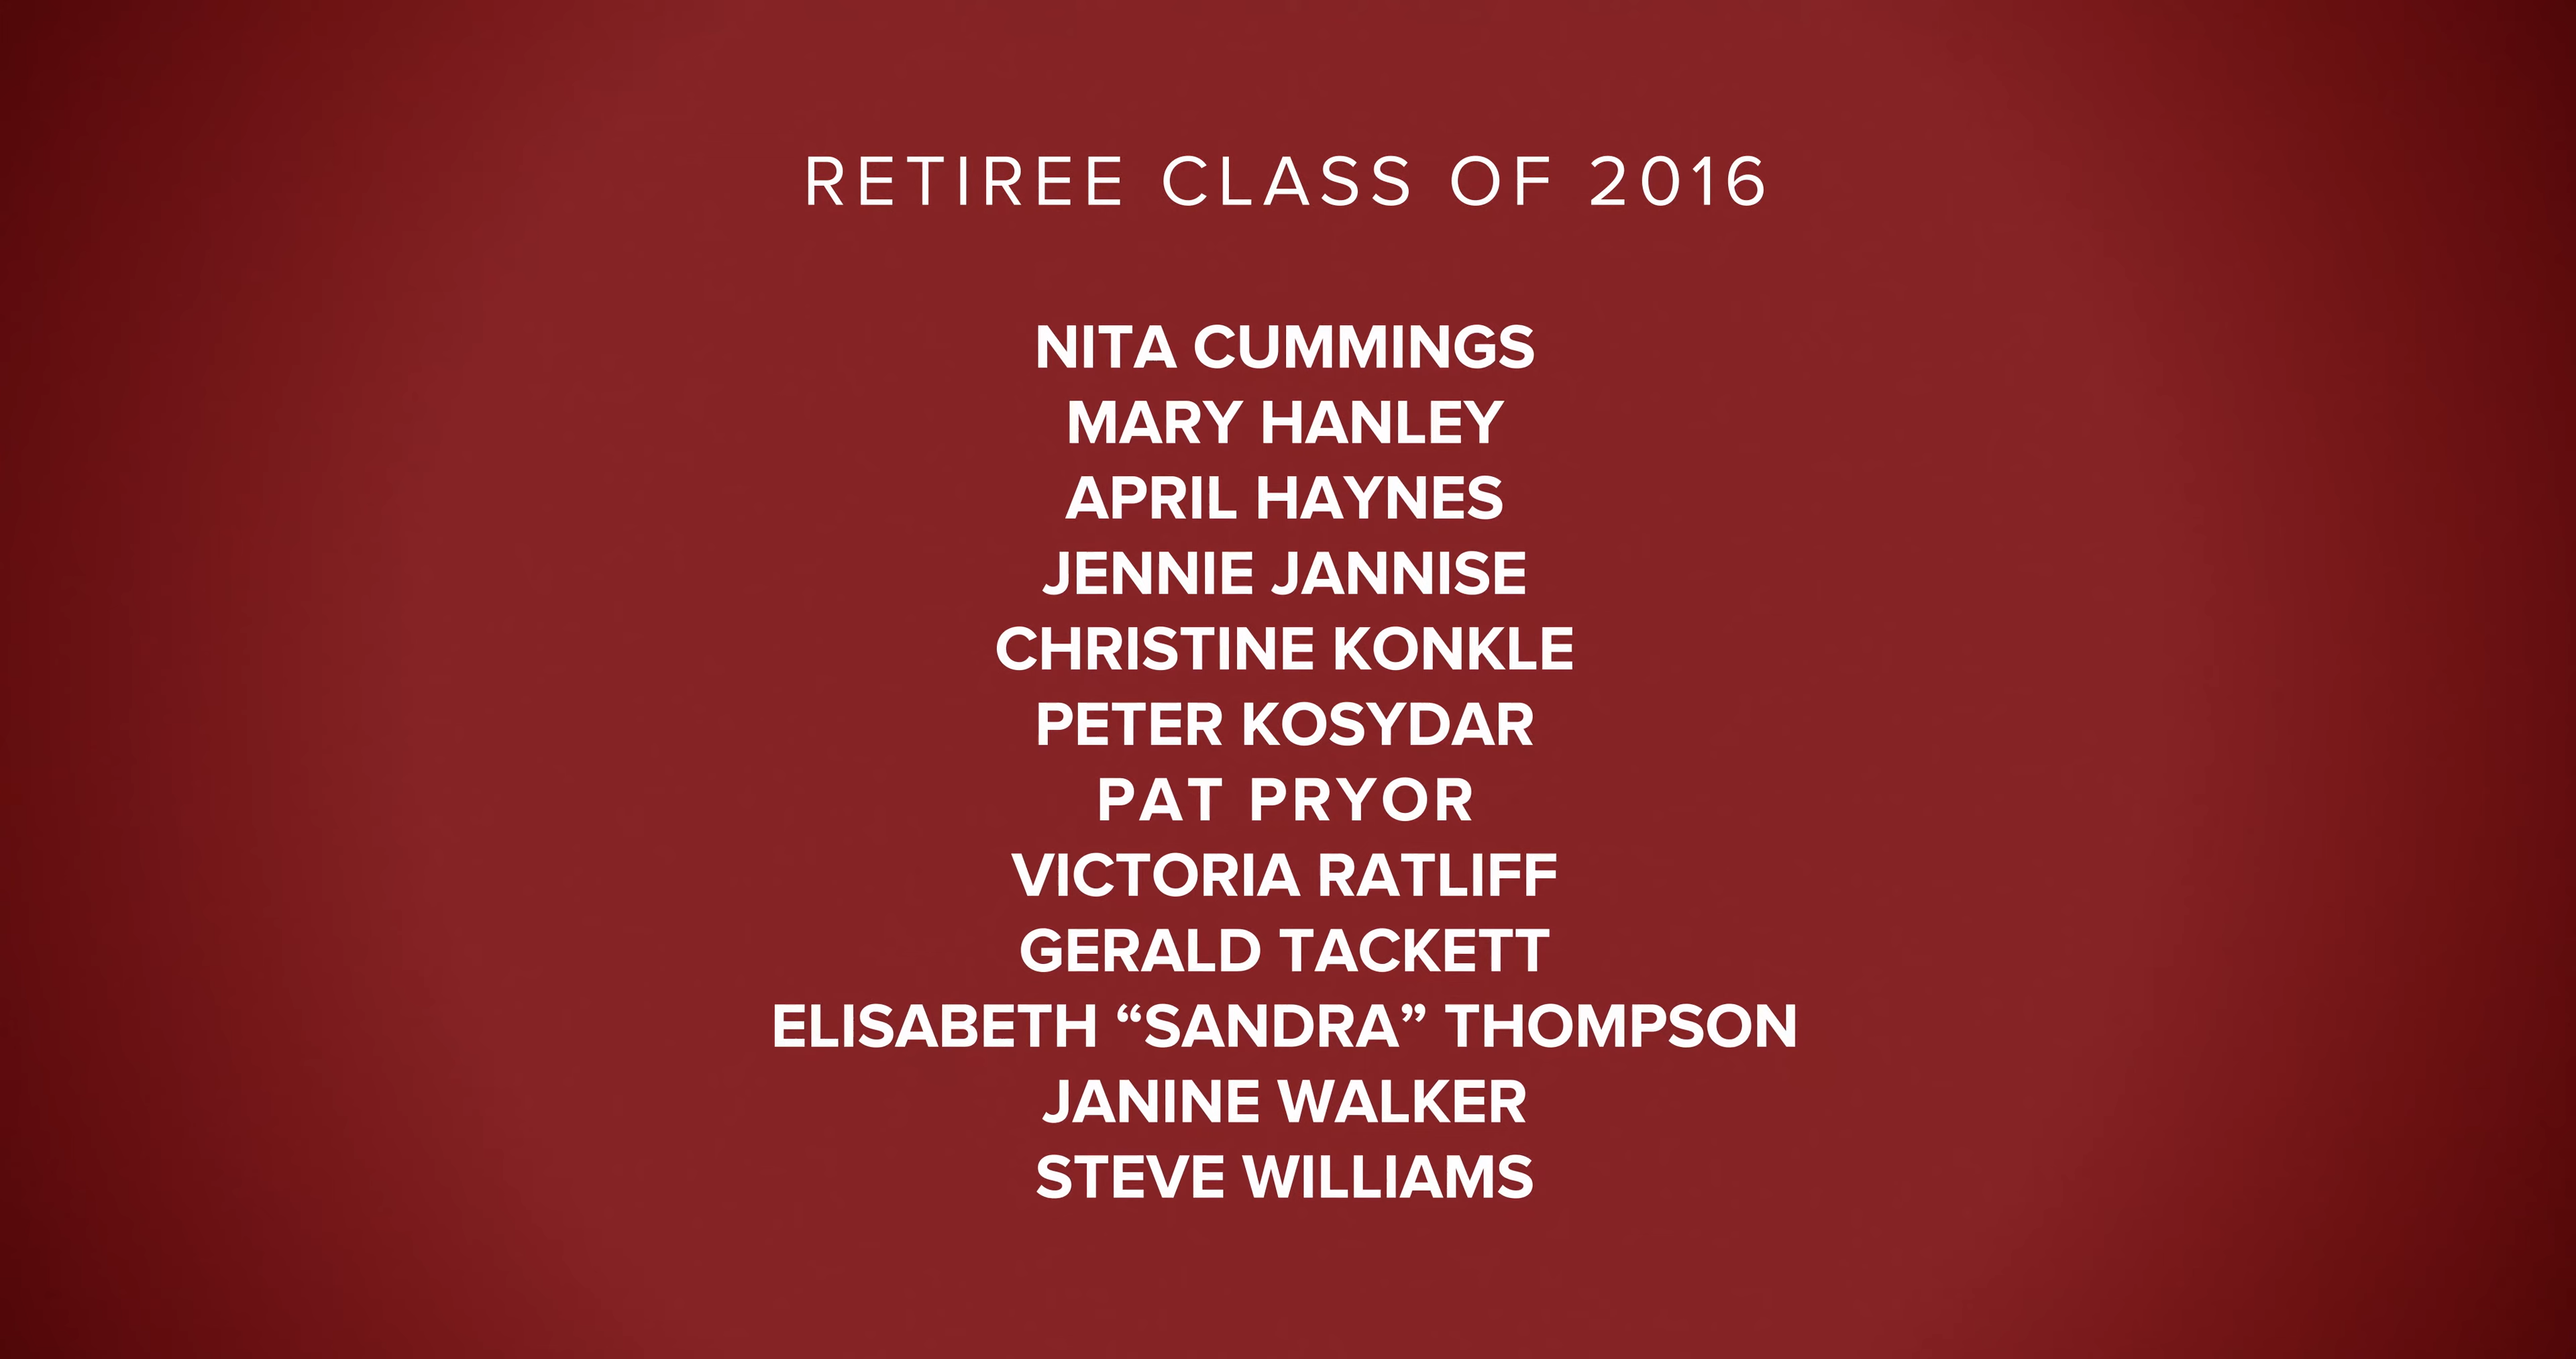 RETIREE CLASS OF 2016
NITA CUMMINGS
MARY HANLEY
APRIL HAYNES
JENNIE JANNISE
CHRISTINE KONKLE
PETER KOSYDAR
PAT PRYOR
VICTORIA RATLIFF
GERALD TACKETT
ELISABETH “SANDRA” THOMPSON
JANINE WALKER
STEVE WILLIAMS